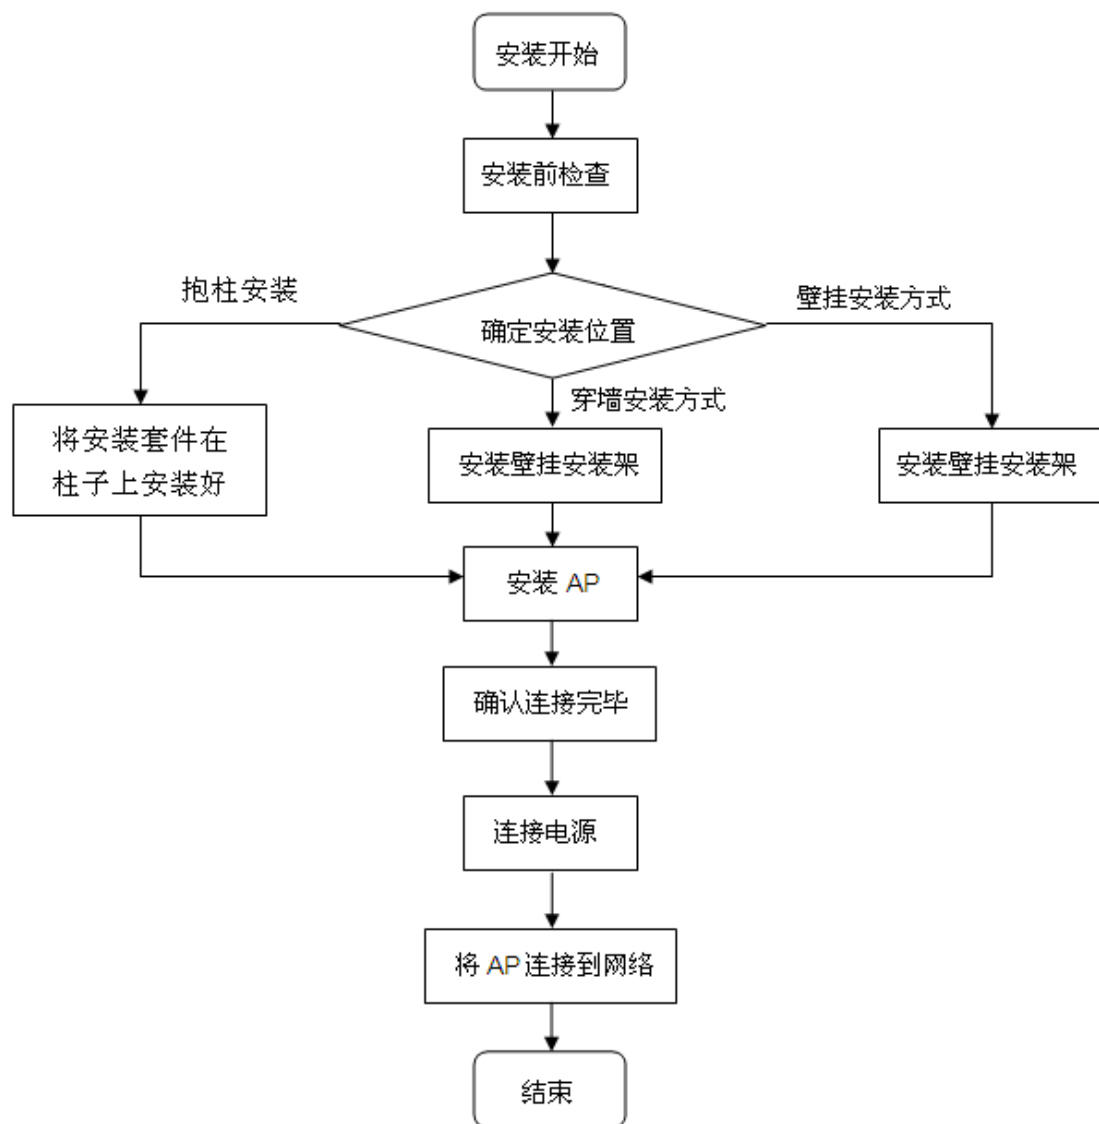 安装开始
安装前检查
抱柱安装
壁挂安装方式
确定安装位置
穿墙安装方式
将安装套件在
柱子上安装好
安装壁挂安装架
安装壁挂安装架
安装 AP
确认连接完毕
连接电源
将 AP 连接到网络
结束